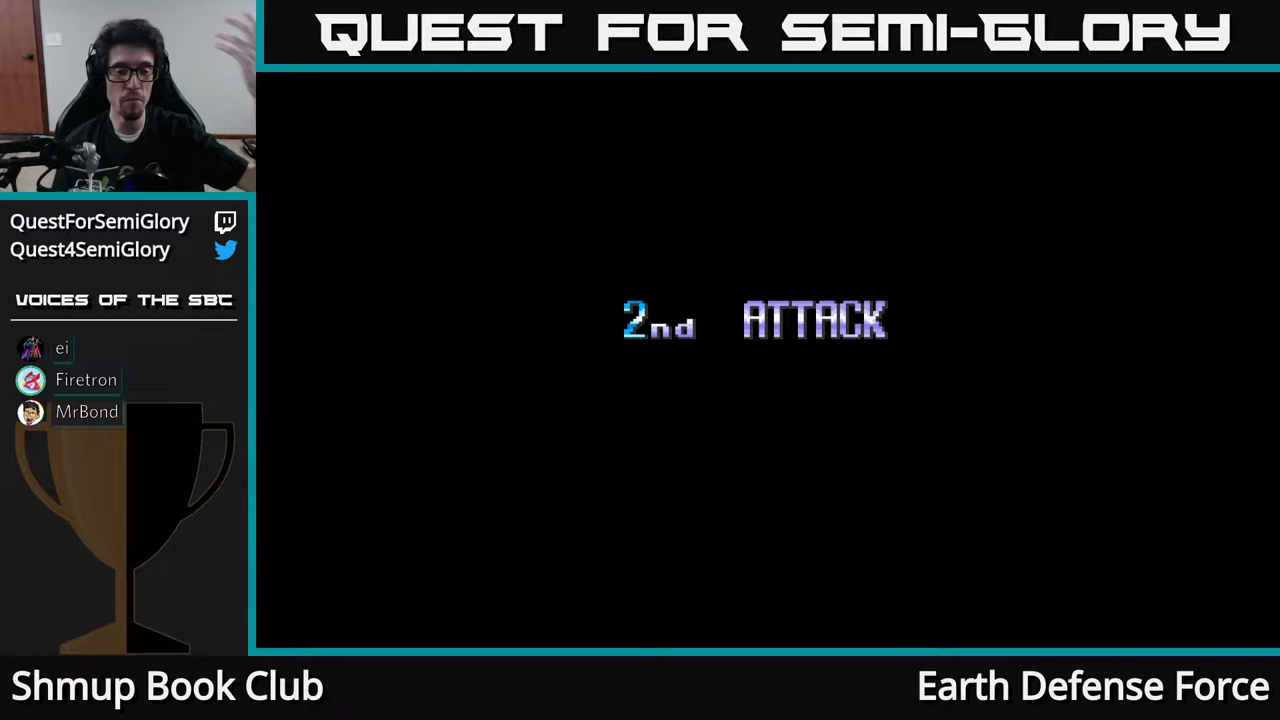 QUEST FOR SEMI-GLORY
QuestForSemiGlory
Quest4SemiGlory
VOICES OF THE SBC
ei
Firetron
MrBond
2nd ATTACK
Shmup Book Club
Earth Defense Force